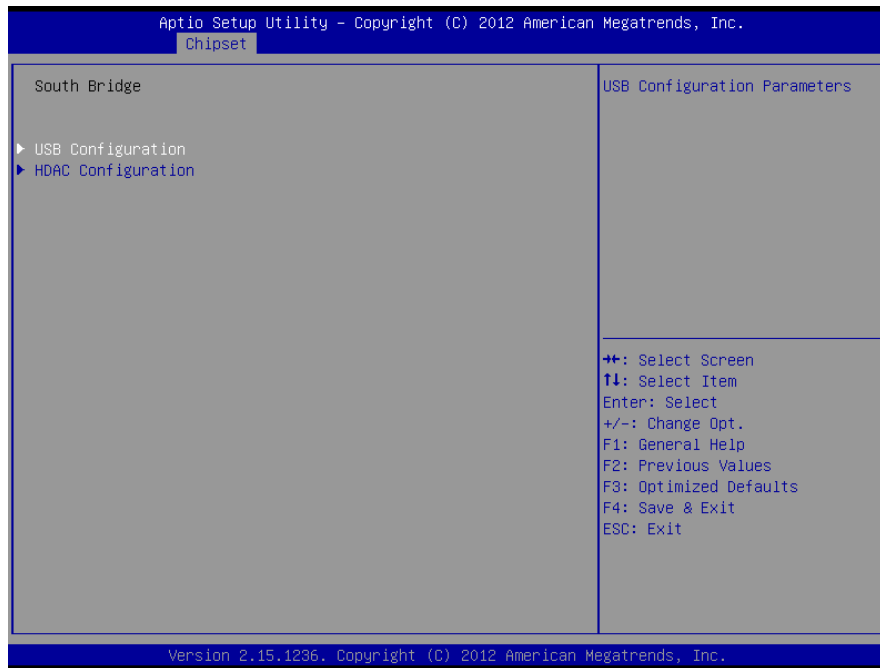 Aptio Setup Utility – Copyright (C) 2012 American Megatrends, Inc.
Chipset
South Bridge
USB Configuration
HDAC Configuration
USB Configuration Parameters
→←: Select Screen
↑↓: Select Item
Enter: Select
+/-: Change Opt.
F1: General Help
F2: Previous Values
F3: Optimized Defaults
F4: Save & Exit
ESC: Exit
Version 2.15.1236. Copyright (C) 2012 American Megatrends, Inc.